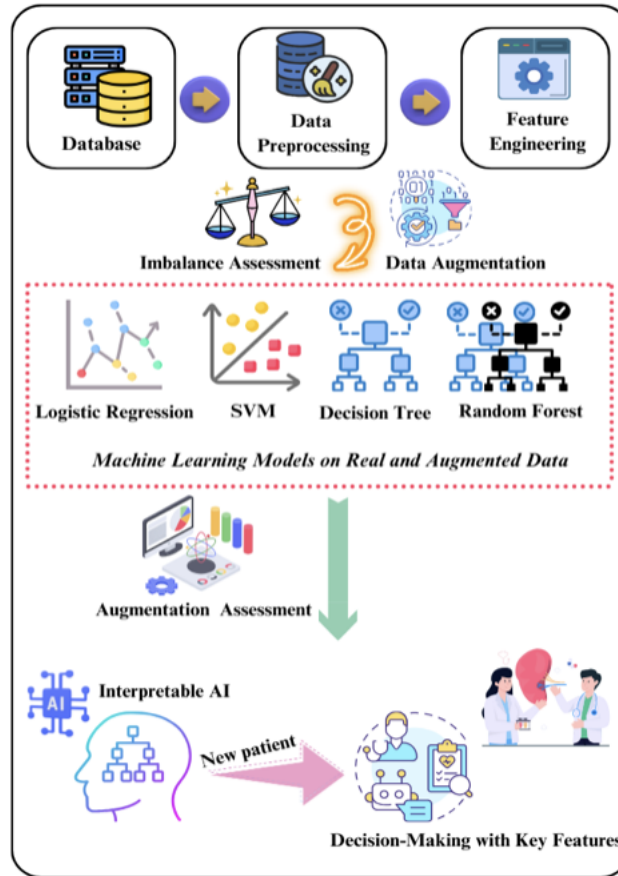 Database
Data
Preprocessing
Feature
Engineering
Imbalance Assessment
Data Augmentation
Logistic Regression
SVM
Decision Tree
Random Forest
Machine Learning Models on Real and Augmented Data
Augmentation Assessment
AI
Interpretable AI
New patient
Decision-Making with Key Features